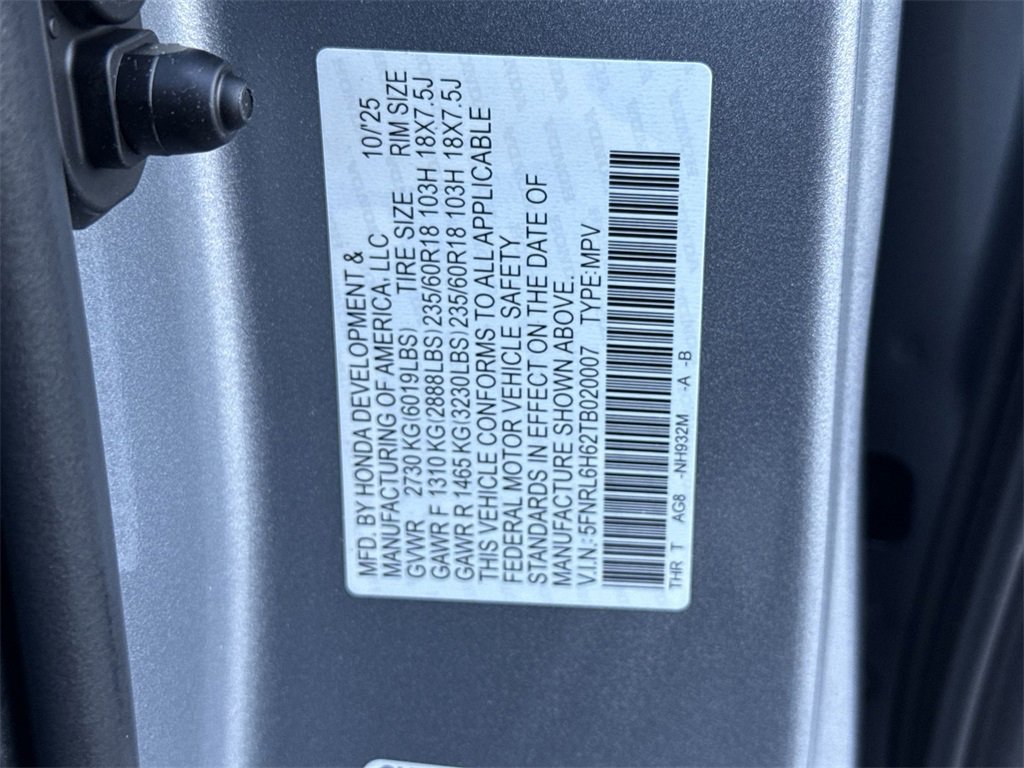 MFD. BY HONDA DEVELOPMENT & 10/'25
MANUFACTURING OF AMERICA, LLC
GVWR 2730 KG(6019LBS) TIRE SIZE RIM SIZE
GAWR F 1310 KG(2888LBS) 235/60R18 103H 18X7.5J
GAWR R 1465 KG(3230LBS) 235/60R18 103H 18X7.5J
THIS VEHICLE CONFORMS TO ALL APPLICABLE
FEDERAL MOTOR VEHICLE SAFETY
STANDARDS IN EFFECT ON THE DATE OF
MANUFACTURE SHOWN ABOVE.
V.I.N: 5FNRL6H62TB020007 TYPE: MPV
THR T AG8 -NH932M -A -B